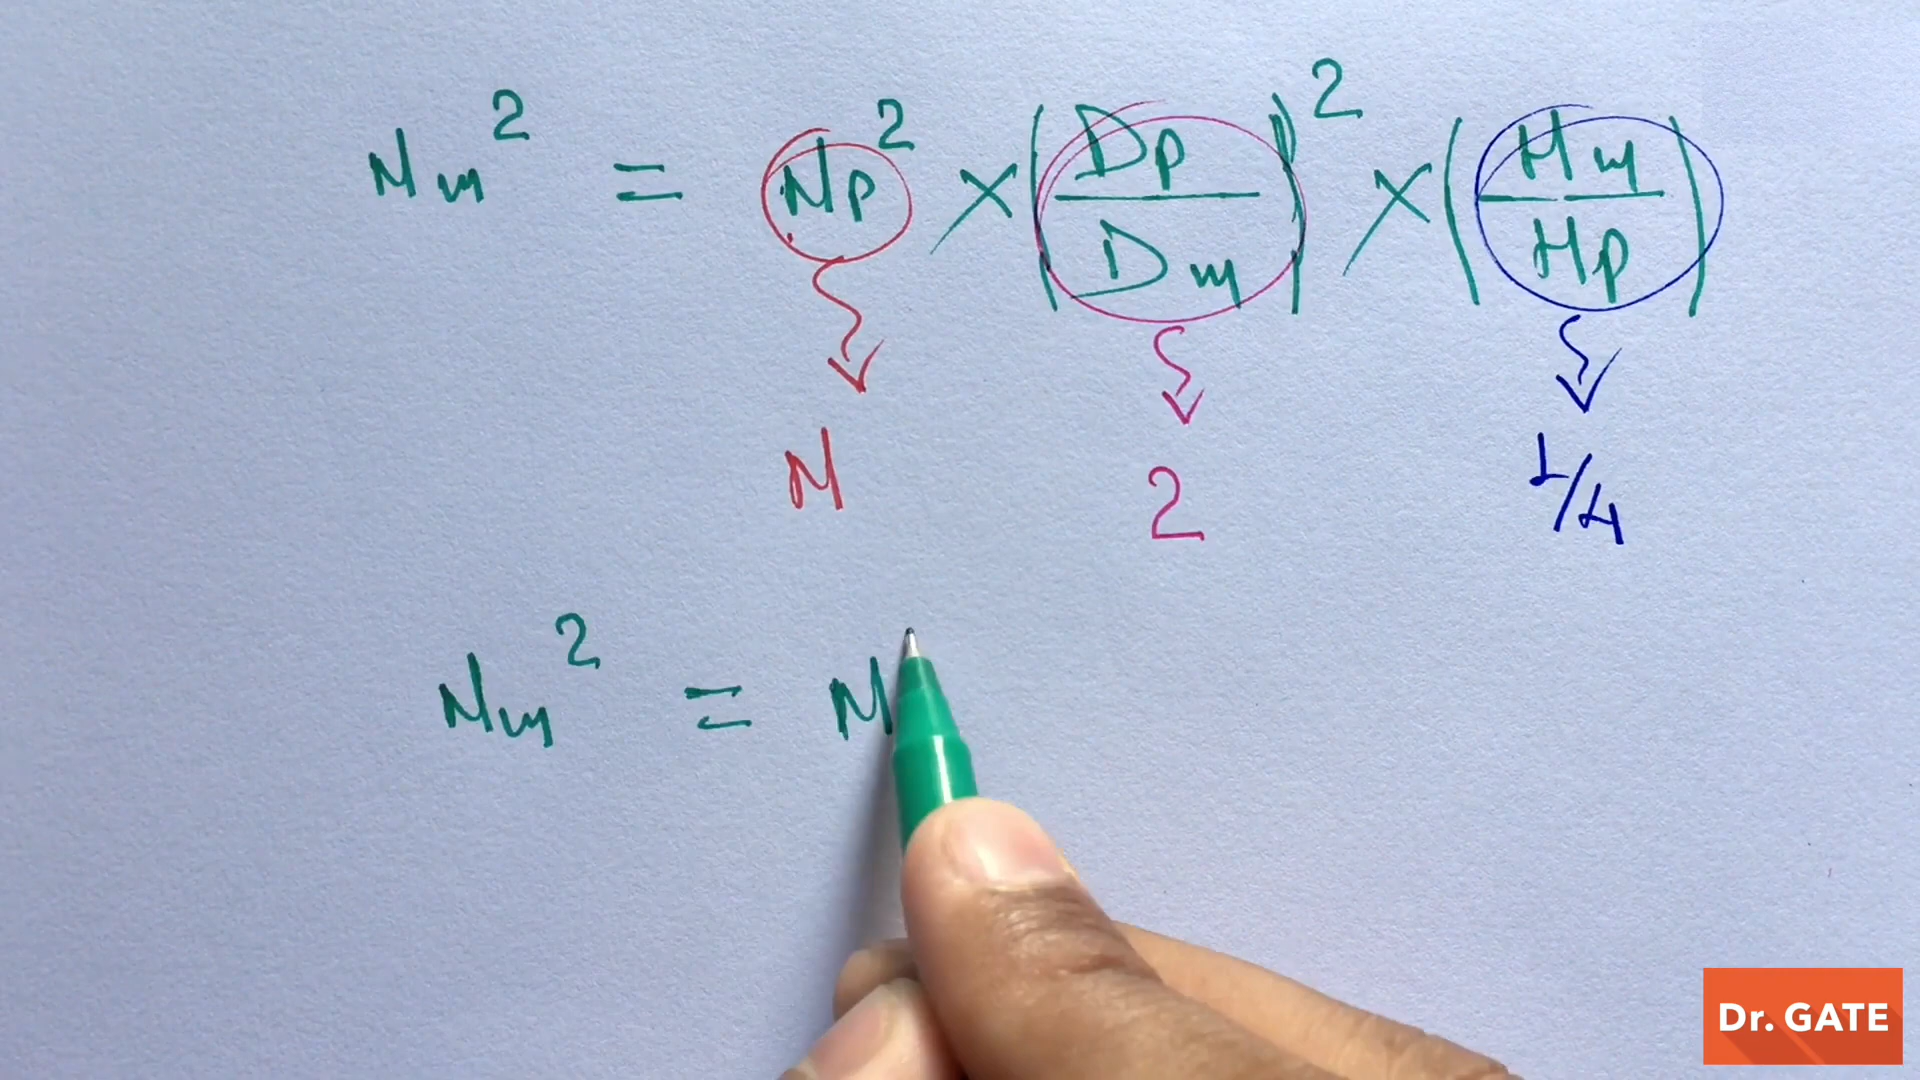 Nm² = Np² × (Dp/Dm)² × (Hm/Hp)
N 2 1/4
Nm² = N
Dr. GATE